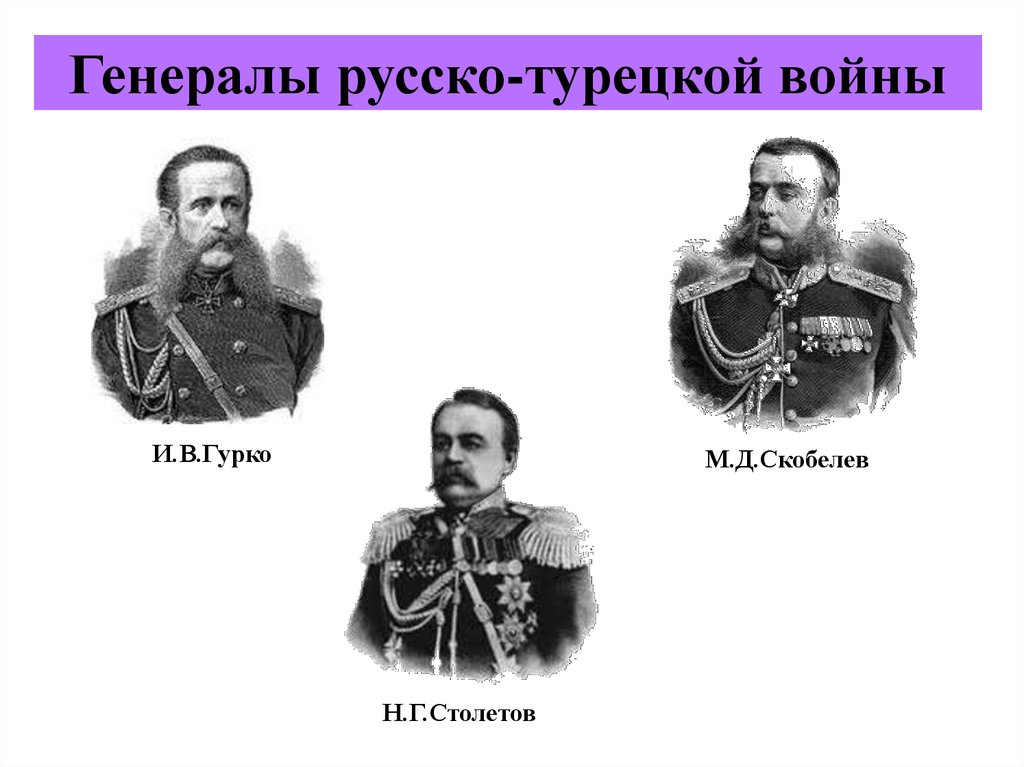 Генералы русско-турецкой войны
И.В.Гурко
М.Д.Скобелев
Н.Г.Столетов